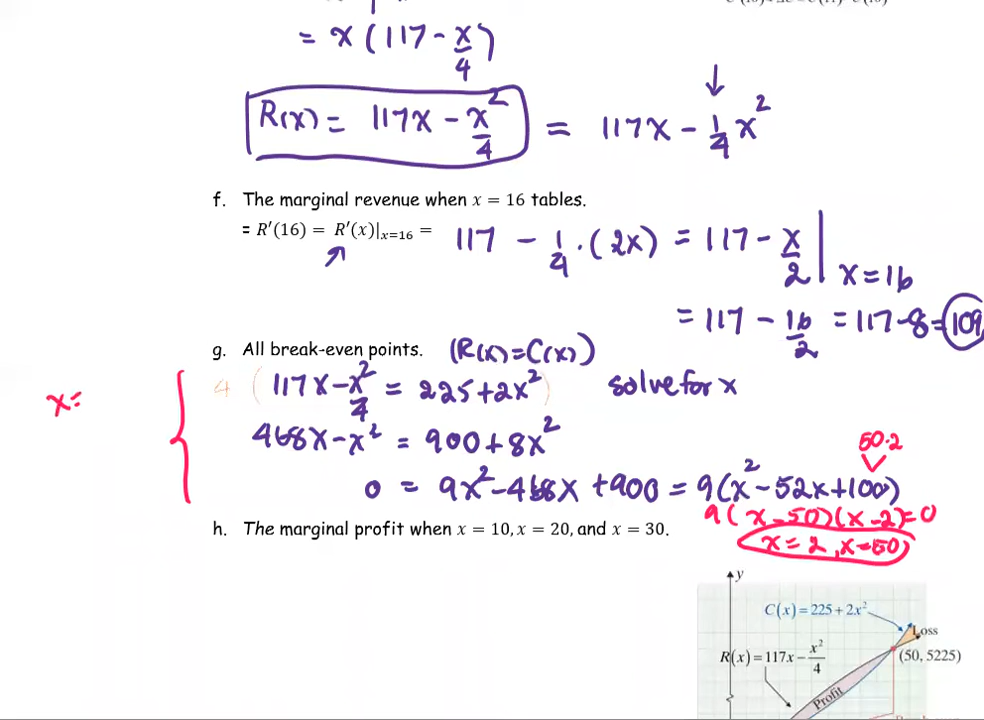 = x (117 - x/4)
R(x) = 117x - x²/4 = 117x - 1/4 x²
f. The marginal revenue when x = 16 tables.
= R′(16) = R′(x)|ₓ₌₁₆ = 117 - 1/4 · (2x) = 117 - x/2 | x = 16
= 117 - 16/2 = 117 - 8 = 109
g. All break-even points. (R(x) = C(x))
4 ( 117x - x²/4 = 225 + 2x² ) solve for x
x =
468x - x² = 900 + 8x²
50·2
0 = 9x² - 468x + 900 = 9(x² - 52x + 100)
9(x - 50)(x - 2) = 0
h. The marginal profit when x = 10, x = 20, and x = 30.
x = 2, x = 50
y
C(x) = 225 + 2x²
Loss
R(x) = 117x − x²/4
(50, 5225)
Profit